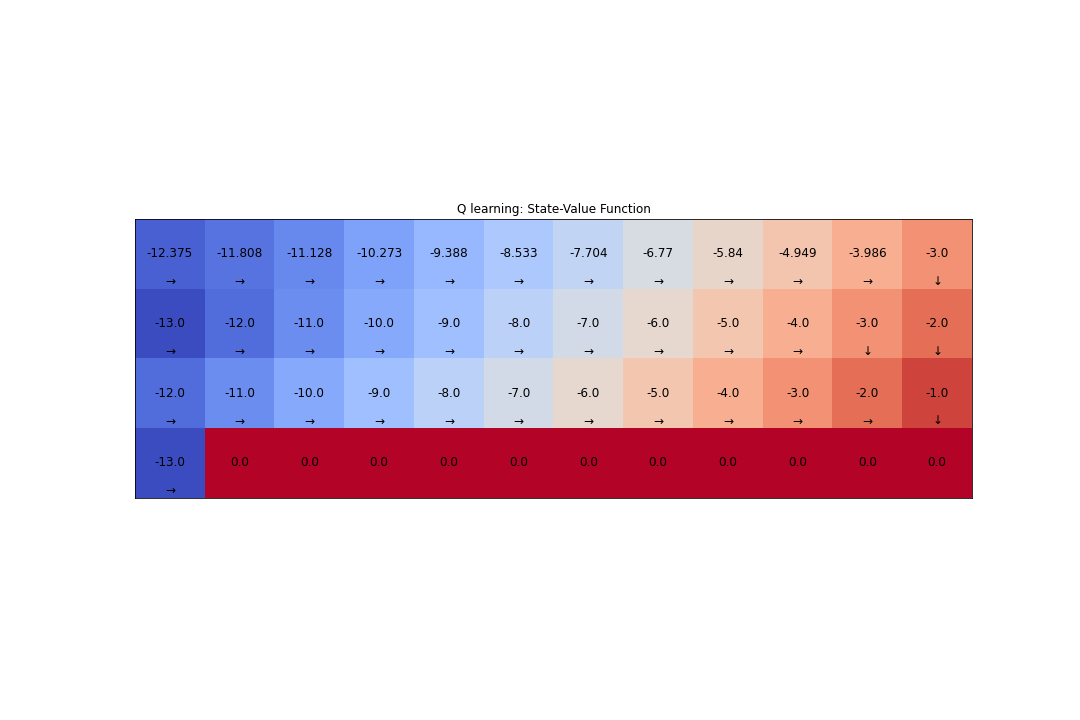 Q learning: State-Value Function
-12.375 -11.808 -11.128 -10.273 -9.388 -8.533 -7.704 -6.77 -5.84 -4.949 -3.986 -3.0
→ → → → → → → → → → → ↓
-13.0 -12.0 -11.0 -10.0 -9.0 -8.0 -7.0 -6.0 -5.0 -4.0 -3.0 -2.0
→ → → → → → → → → → ↓ ↓
-12.0 -11.0 -10.0 -9.0 -8.0 -7.0 -6.0 -5.0 -4.0 -3.0 -2.0 -1.0
→ → → → → → → → → → → ↓
-13.0 0.0 0.0 0.0 0.0 0.0 0.0 0.0 0.0 0.0 0.0 0.0
→